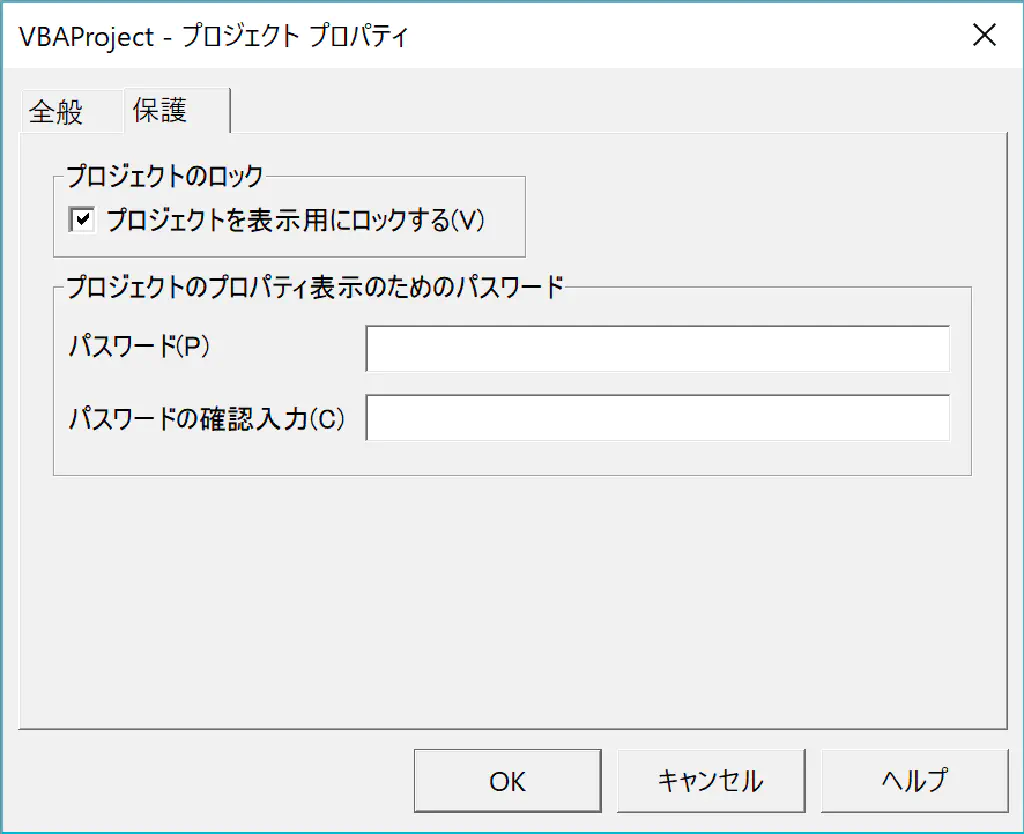 VBAProject - プロジェクト プロパティ
全般 保護
プロジェクトのロック
プロジェクトを表示用にロックする(V)
プロジェクトのプロパティ表示のためのパスワード
パスワード(P)
パスワードの確認入力(C)
OK キャンセル ヘルプ